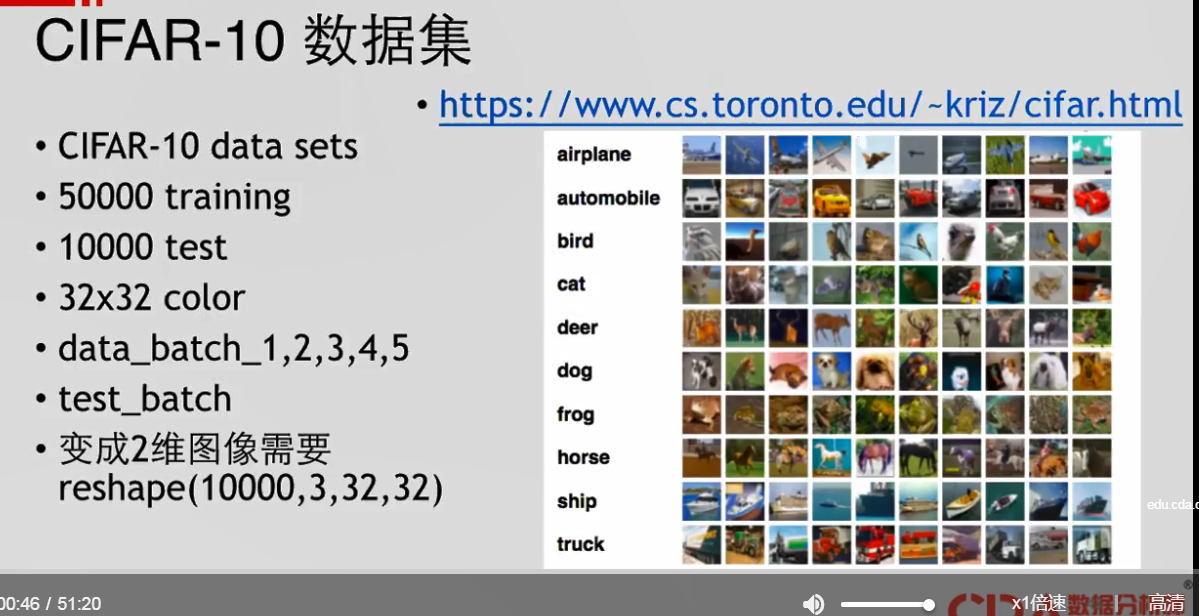 CIFAR-10 数据集
• https://www.cs.toronto.edu/~kriz/cifar.html
• CIFAR-10 data sets
• 50000 training
• 10000 test
• 32x32 color
• data_batch_1,2,3,4,5
• test_batch
• 变成2维图像需要
reshape(10000,3,32,32)
airplane
automobile
bird
cat
deer
dog
frog
horse
ship
truck
edu.cda.c
00:46 / 51:20
x1倍速
高清
数据分析